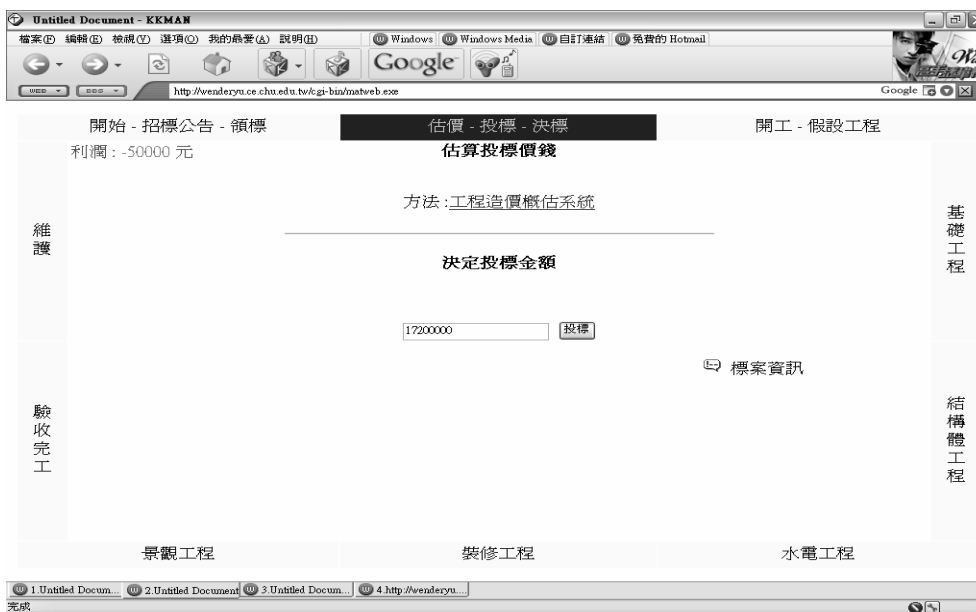 Untitled Document - KKMAN
檔案(F) 編輯(E) 檢視(V) 選項(O) 我的最愛(A) 說明(H) Windows Windows Media 自訂連結 免費的 Hotmail
Google
WEB BBS http://wenderyu.ce.chu.edu.tw/cgi-bin/matweb.exe Google
開始 - 招標公告 - 領標 估價 - 投標 - 決標 開工 - 假設工程
利潤 : -50000 元 估算投標價錢
方法 :工程造價概估系統
維護
基礎工程
決定投標金額
17200000 投標
標案資訊
驗收完工
結構體工程
景觀工程 裝修工程 水電工程
1.Untitled Docum... 2.Untitled Document 3.Untitled Docum... 4.http://wenderyu....
完成